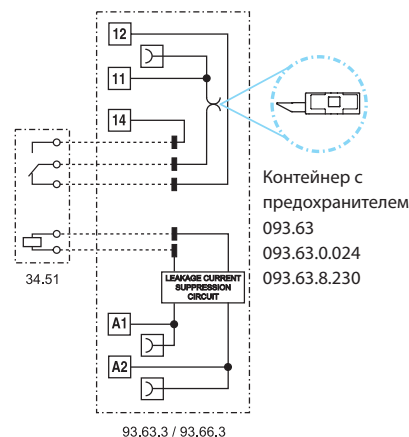 12
11
14
34.51
LEAKAGE CURRENT
SUPPRESSION
CIRCUIT
A1
A2
93.63.3 / 93.66.3
Контейнер с
предохранителем
093.63
093.63.0.024
093.63.8.230